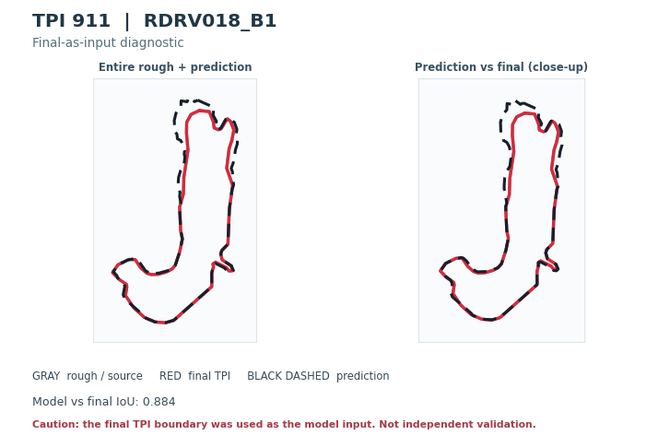 TPI 911 | RDRV018_B1
Final-as-input diagnostic
Entire rough + prediction
Prediction vs final (close-up)
GRAY rough / source RED final TPI BLACK DASHED prediction
Model vs final IoU: 0.884
Caution: the final TPI boundary was used as the model input. Not independent validation.